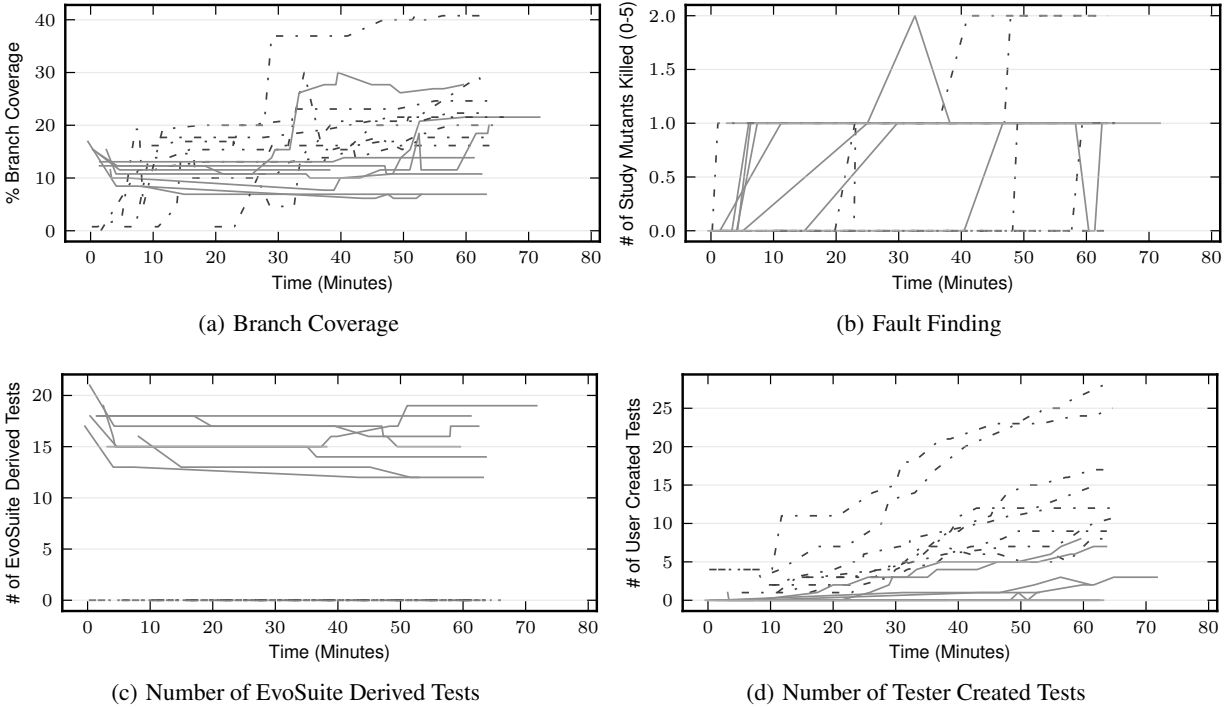 40
30
20
10
0
% Branch Coverage
0 10 20 30 40 50 60 70 80
Time (Minutes)
(a) Branch Coverage
2.0
1.5
1.0
0.5
0.0
# of Study Mutants Killed (0-5)
0 10 20 30 40 50 60 70 80
Time (Minutes)
(b) Fault Finding
20
15
10
5
0
# of EvoSuite Derived Tests
0 10 20 30 40 50 60 70 80
Time (Minutes)
(c) Number of EvoSuite Derived Tests
25
20
15
10
5
0
# of User Created Tests
0 10 20 30 40 50 60 70 80
Time (Minutes)
(d) Number of Tester Created Tests